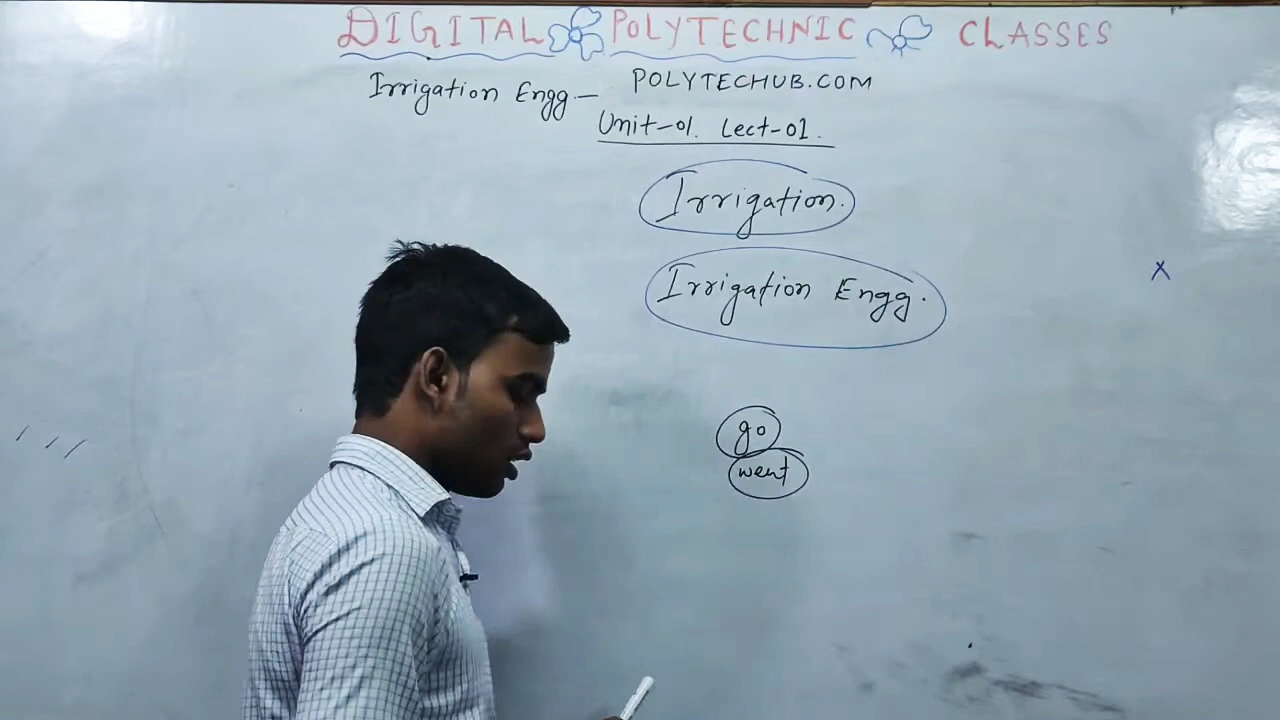 DIGITAL POLYTECHNIC CLASSES
Irrigation Engg.— POLYTECHUB.COM
Unit-01. Lect-01.
Irrigation.
Irrigation Engg.
go
went
x